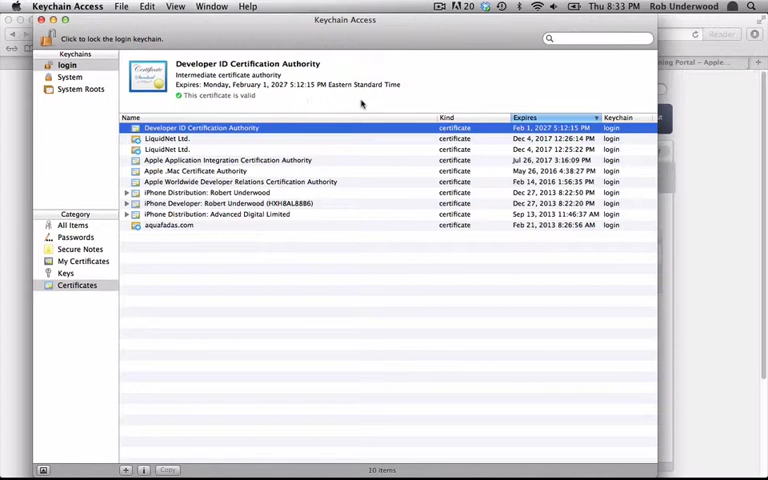 Keychain Access File Edit View Window Help 20 Thu 8:33 PM Rob Underwood
Keychain Access
Click to lock the login keychain.
Reader
ning Portal – Apple...
Keychains
login
System
System Roots
Certificate
Standard
Developer ID Certification Authority
Intermediate certificate authority
Expires: Monday, February 1, 2027 5:12:15 PM Eastern Standard Time
This certificate is valid
Name Kind Expires Keychain
Developer ID Certification Authority certificate Feb 1, 2027 5:12:15 PM login
LiquidNet Ltd. certificate Dec 4, 2017 12:26:14 PM login
LiquidNet Ltd. certificate Dec 4, 2017 12:25:22 PM login
Apple Application Integration Certification Authority certificate Jul 26, 2017 3:16:09 PM login
Apple .Mac Certificate Authority certificate May 26, 2016 4:38:27 PM login
Apple Worldwide Developer Relations Certification Authority certificate Feb 14, 2016 1:56:35 PM login
iPhone Distribution: Robert Underwood certificate Dec 27, 2013 8:22:50 PM login
iPhone Developer: Robert Underwood (HXH8AL88B6) certificate Dec 27, 2013 8:22:20 PM login
iPhone Distribution: Advanced Digital Limited certificate Sep 13, 2013 11:46:37 AM login
aquafadas.com certificate Feb 21, 2013 8:26:56 AM login
Category
All Items
Passwords
Secure Notes
My Certificates
Keys
Certificates
Copy
10 items